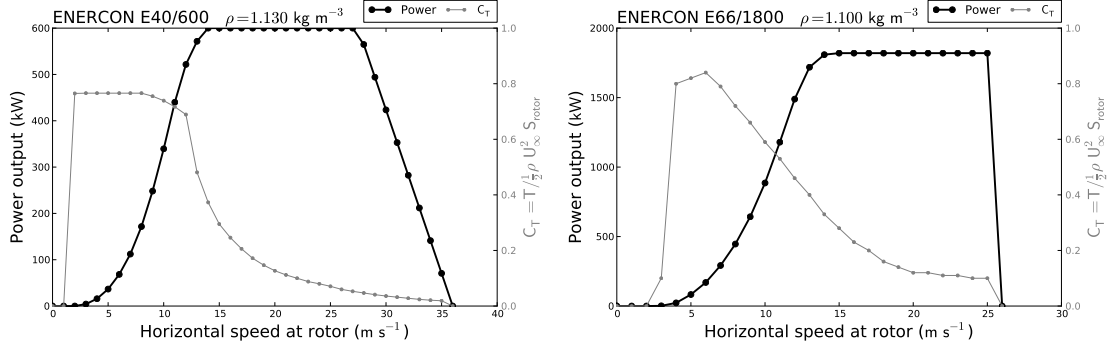 ENERCON E40/600 ρ=1.130 kg m⁻³
Power C_T
600
500
400
300
200
100
0
Power output (kW)
1.0
0.8
0.6
0.4
0.2
0.0
C_T = T/½ρ U²_∞ S_rotor
0 5 10 15 20 25 30 35 40
Horizontal speed at rotor (m s⁻¹)
ENERCON E66/1800 ρ=1.100 kg m⁻³
Power C_T
2000
1500
1000
500
0
Power output (kW)
1.0
0.8
0.6
0.4
0.2
0.0
C_T = T/½ρ U²_∞ S_rotor
0 5 10 15 20 25 30
Horizontal speed at rotor (m s⁻¹)